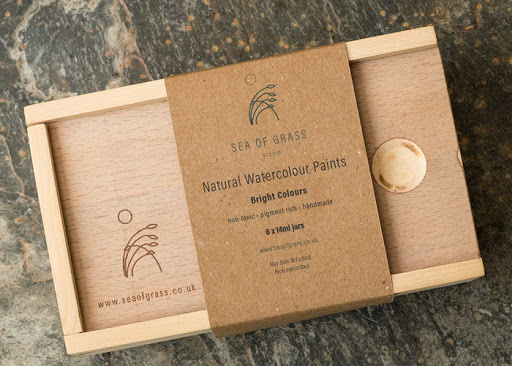 SEA OF GRASS
STUDIO
Natural Watercolour Paints
Bright Colours
non-toxic • pigment rich • handmade
6 x 14ml jars
www.seaofgrass.co.uk
www.seaofgrass.co.uk